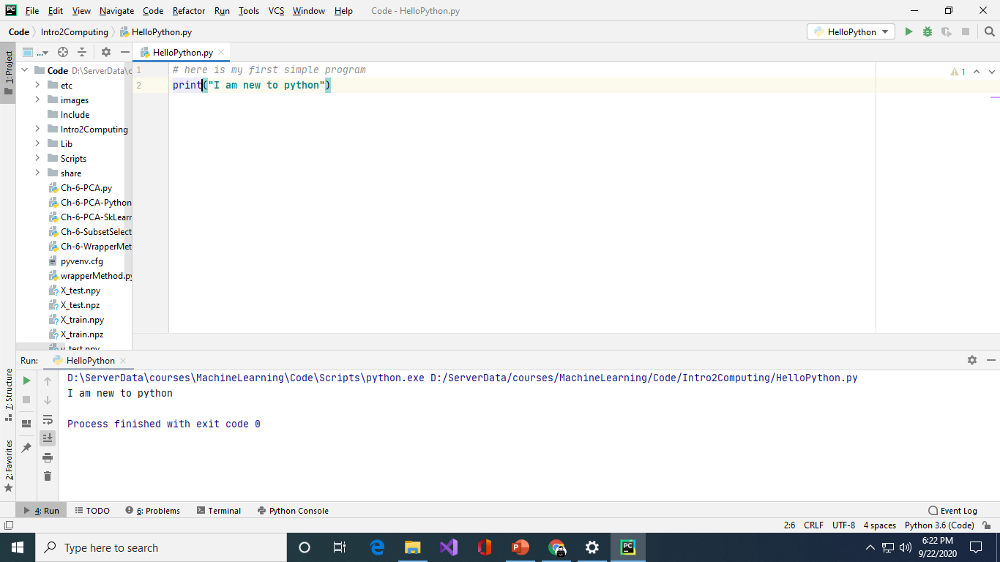 PC File Edit View Navigate Code Refactor Run Tools VCS Window Help Code - HelloPython.py
Code Intro2Computing HelloPython.py HelloPython
1: Project ... HelloPython.py
Code D:\ServerData\c
etc
images
Include
Intro2Computing
Lib
Scripts
share
Ch-6-PCA.py
Ch-6-PCA-Python
Ch-6-PCA-SkLearn
Ch-6-SubsetSelect
Ch-6-WrapperMet
pyvenv.cfg
wrapperMethod.py
X_test.npy
X_test.npz
X_train.npy
X_train.npz
y_test.npy
1 # here is my first simple program
2 print("I am new to python")
1
7: Structure
2: Favorites
Run: HelloPython
D:\ServerData\courses\MachineLearning\Code\Scripts\python.exe D:/ServerData/courses/MachineLearning/Code/Intro2Computing/HelloPython.py
I am new to python
Process finished with exit code 0
4: Run TODO 6: Problems Terminal Python Console Event Log
2:6 CRLF UTF-8 4 spaces Python 3.6 (Code)
Type here to search PC 6:22 PM
9/22/2020